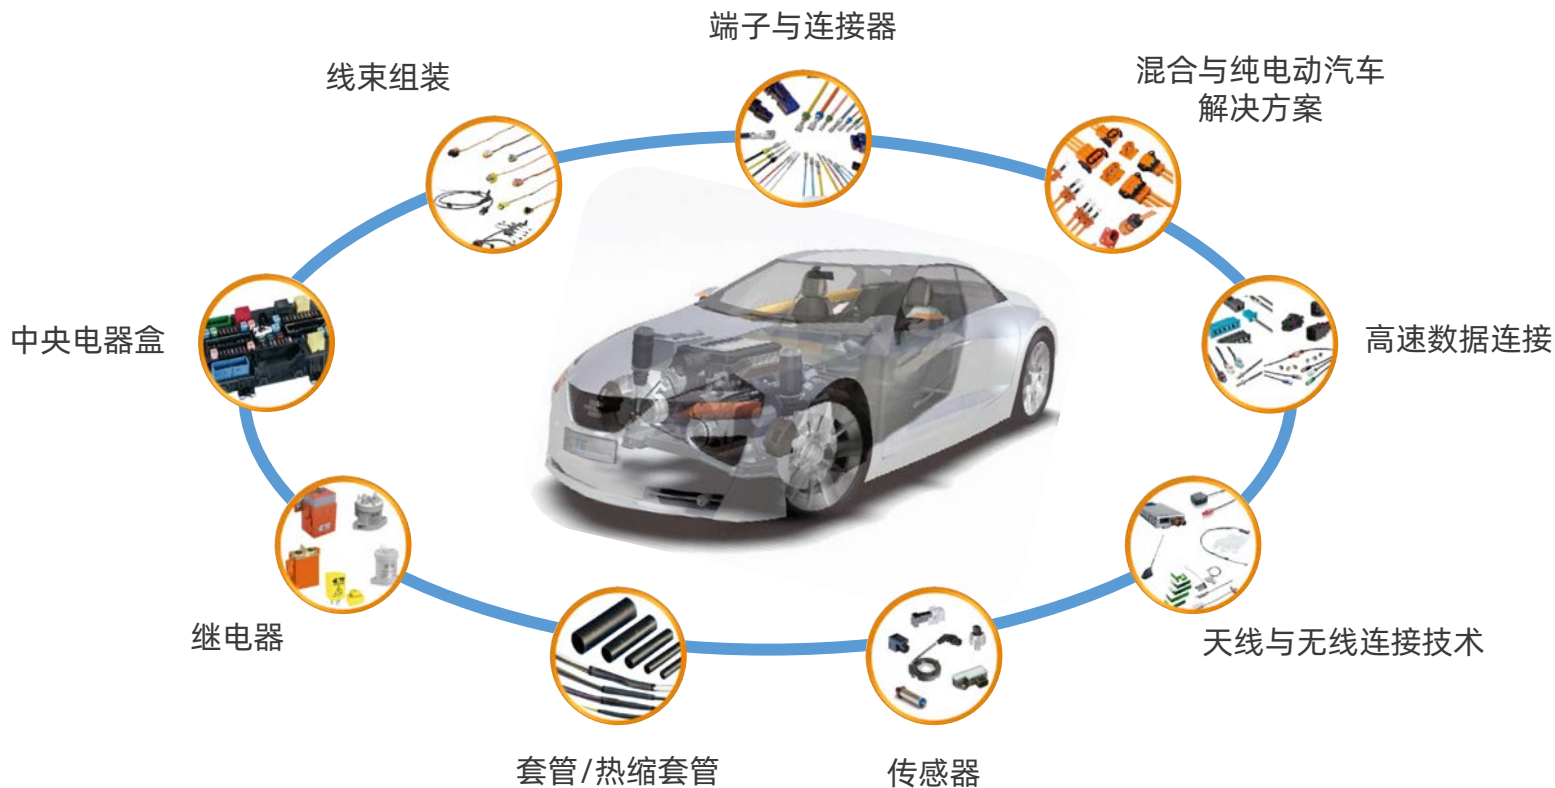 端子与连接器
线束组装
混合与纯电动汽车
解决方案
中央电器盒
高速数据连接
继电器
天线与无线连接技术
套管/热缩套管
传感器